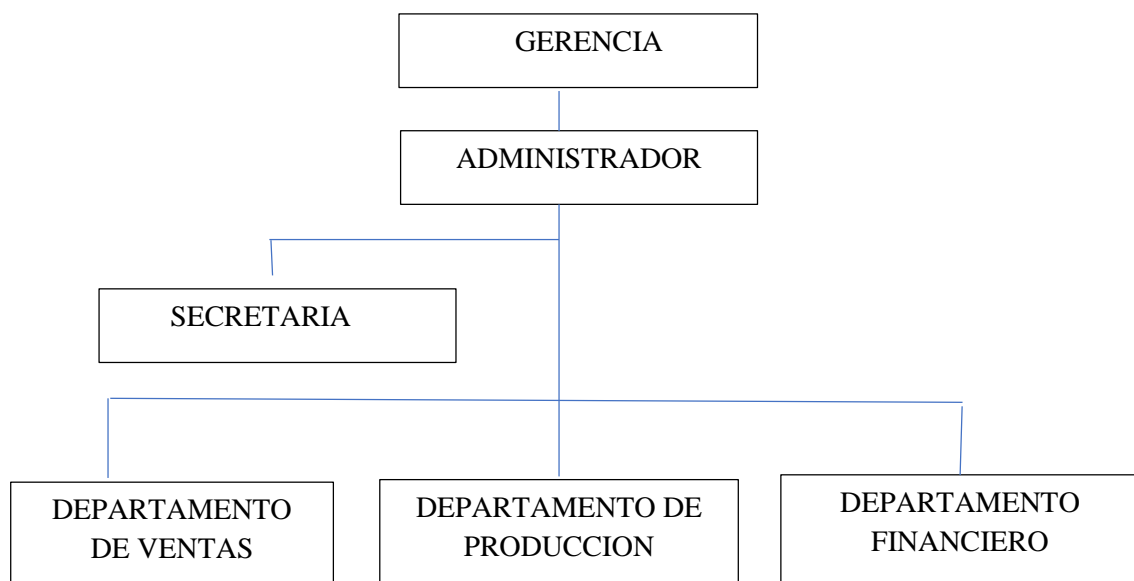 GERENCIA
ADMINISTRADOR
SECRETARIA
DEPARTAMENTO
DE VENTAS
DEPARTAMENTO DE
PRODUCCION
DEPARTAMENTO
FINANCIERO